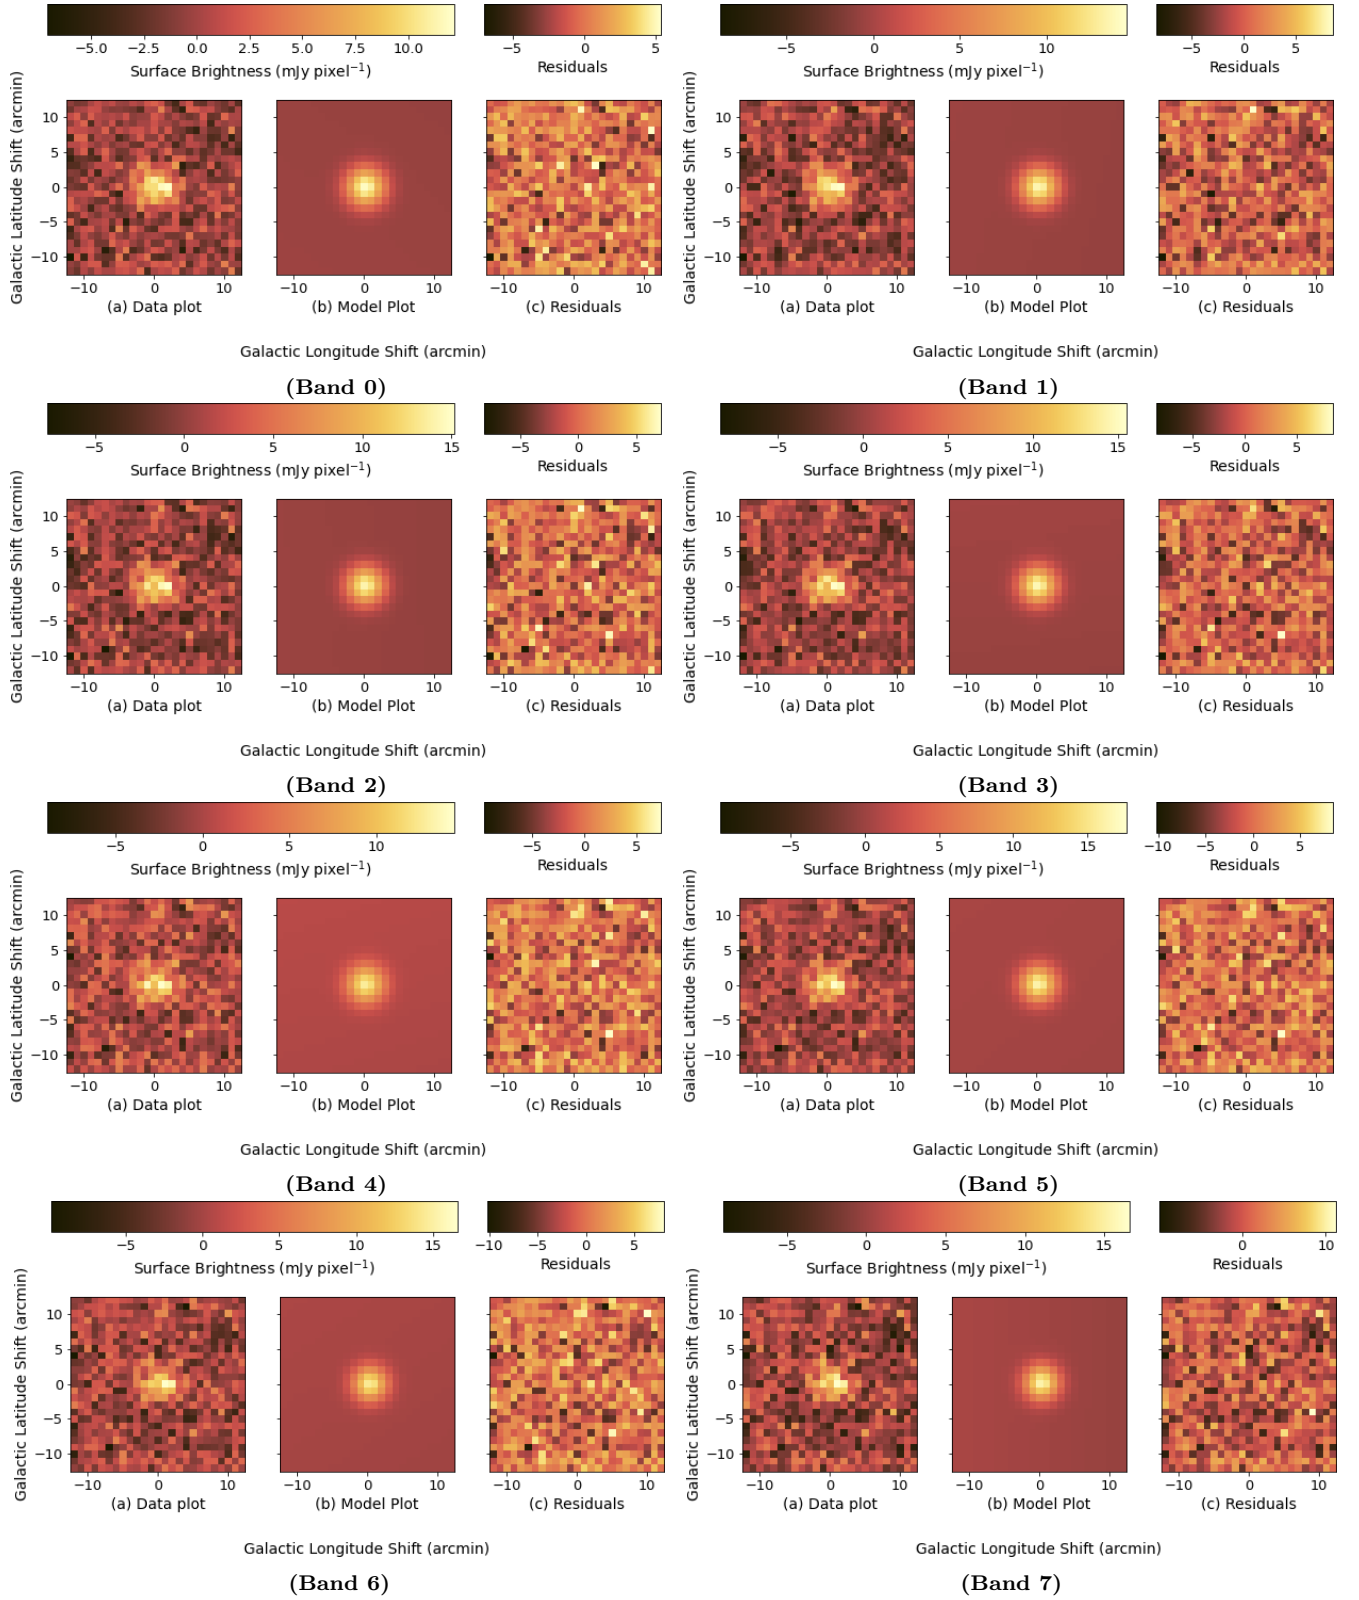 −5.0 −2.5 0.0 2.5 5.0 7.5 10.0
Surface Brightness (mJy pixel⁻¹)
−5 0 5
Residuals
Galactic Latitude Shift (arcmin)
10
5
0
−5
−10
−10 0 10
(a) Data plot
0 10
(b) Model Plot
−10 0 10
(c) Residuals
Galactic Longitude Shift (arcmin)
(Band 0)
−5 0 5 10
Surface Brightness (mJy pixel⁻¹)
−5 0 5
Residuals
Galactic Latitude Shift (arcmin)
10
5
0
−5
−10
−10 0 10
(a) Data plot
−10 0 10
(b) Model Plot
−10 0 10
(c) Residuals
Galactic Longitude Shift (arcmin)
(Band 1)
−5 0 5 10 15
Surface Brightness (mJy pixel⁻¹)
−5 0 5
Residuals
Galactic Latitude Shift (arcmin)
10
5
0
−5
−10
−10 0 10
(a) Data plot
−10 0 10
(b) Model Plot
−10 0 10
(c) Residuals
Galactic Longitude Shift (arcmin)
(Band 2)
−5 0 5 10 15
Surface Brightness (mJy pixel⁻¹)
−5 0 5
Residuals
Galactic Latitude Shift (arcmin)
10
5
0
−5
−10
−10 0 10
(a) Data plot
−10 0 10
(b) Model Plot
−10 0 10
(c) Residuals
Galactic Longitude Shift (arcmin)
(Band 3)
−5 0 5 10
Surface Brightness (mJy pixel⁻¹)
−5 0 5
Residuals
Galactic Latitude Shift (arcmin)
10
5
0
−5
−10
−10 0 10
(a) Data plot
−10 0 10
(b) Model Plot
−10 0 10
(c) Residuals
Galactic Longitude Shift (arcmin)
(Band 4)
−5 0 5 10 15
Surface Brightness (mJy pixel⁻¹)
−10 −5 0 5
Residuals
Galactic Latitude Shift (arcmin)
10
5
0
−5
−10
−10 0 10
(a) Data plot
−10 0 10
(b) Model Plot
−10 0 10
(c) Residuals
Galactic Longitude Shift (arcmin)
(Band 5)
−5 0 5 10 15
Surface Brightness (mJy pixel⁻¹)
−10 −5 0 5
Residuals
Galactic Latitude Shift (arcmin)
10
5
0
−5
−10
−10 0 10
(a) Data plot
−10 0 10
(b) Model Plot
−10 0 10
(c) Residuals
Galactic Longitude Shift (arcmin)
(Band 6)
−5 0 5 10 15
Surface Brightness (mJy pixel⁻¹)
0 10
Residuals
Galactic Latitude Shift (arcmin)
10
5
0
−5
−10
−10 0 10
(a) Data plot
−10 0 10
(b) Model Plot
−10 0 10
(c) Residuals
Galactic Longitude Shift (arcmin)
(Band 7)